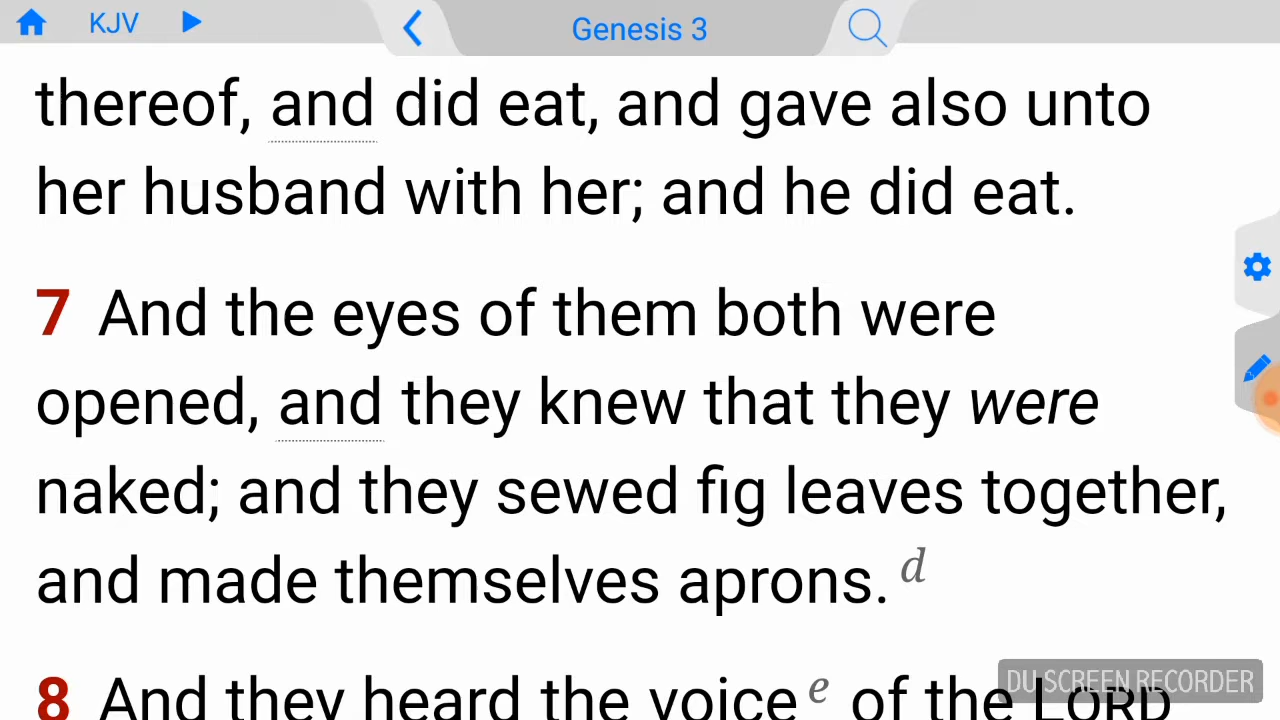 KJV Genesis 3
thereof, and did eat, and gave also unto
her husband with her; and he did eat.
7 And the eyes of them both were
opened, and they knew that they were
naked; and they sewed fig leaves together,
and made themselves aprons. d
8 And they heard the voice e of the LORD
DU SCREEN RECORDER